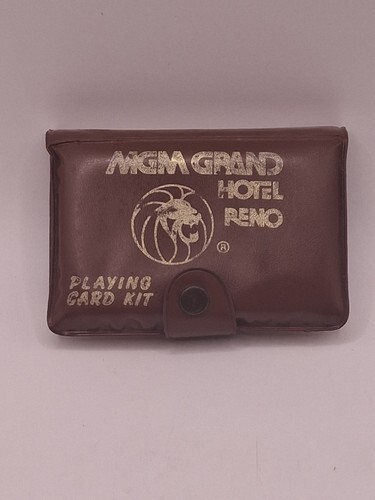 MGM GRAND
HOTEL
RENO
®
PLAYING
CARD KIT